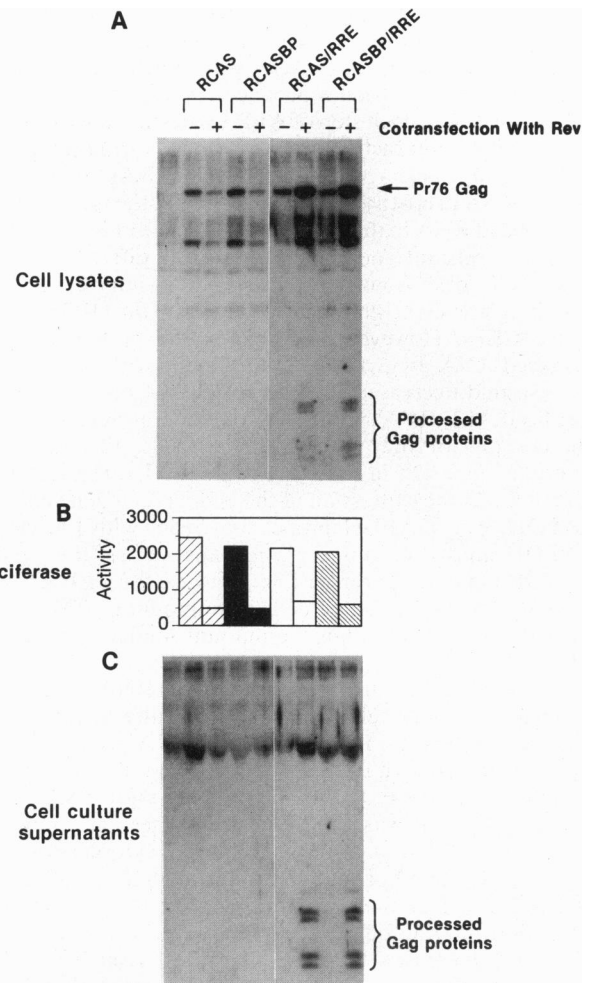 A
RCAS
RCASBP
RCAS/RRE
RCASBP/RRE
− + − + − + − +
Cotransfection With Rev
Pr76 Gag
Cell lysates
Processed
Gag proteins
B
ciferase
Activity
3000
2000
1000
0
C
Cell culture
supernatants
Processed
Gag proteins